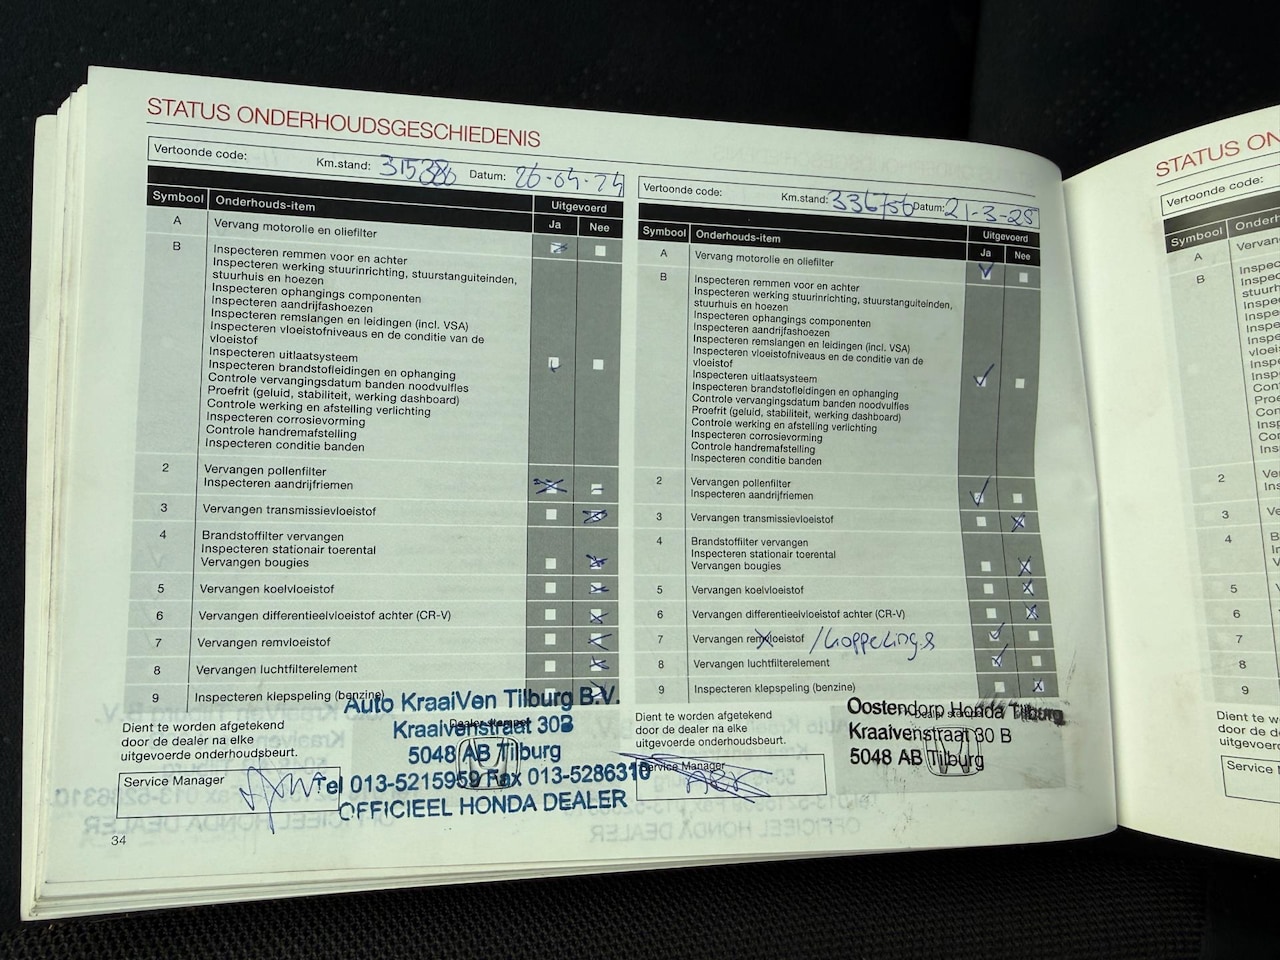 STATUS ONDERHOUDSGESCHIEDENIS
Vertoonde code: Km.stand: 315380 Datum: 26-04-24
Symbool Onderhouds-item Uitgevoerd
Ja Nee
A Vervang motorolie en oliefilter
B Inspecteren remmen voor en achter
Inspecteren werking stuurinrichting, stuurstanguiteinden,
stuurhuis en hoezen
Inspecteren ophangings componenten
Inspecteren aandrijfashoezen
Inspecteren remslangen en leidingen (incl. VSA)
Inspecteren vloeistofniveaus en de conditie van de
vloeistof
Inspecteren uitlaatsysteem
Inspecteren brandstofleidingen en ophanging
Controle vervangingsdatum banden noodvulfles
Proefrit (geluid, stabiliteit, werking dashboard)
Controle werking en afstelling verlichting
Inspecteren corrosievorming
Controle handremafstelling
Inspecteren conditie banden
2 Vervangen pollenfilter
Inspecteren aandrijfriemen
3 Vervangen transmissievloeistof
4 Brandstoffilter vervangen
Inspecteren stationair toerental
Vervangen bougies
5 Vervangen koelvloeistof
6 Vervangen differentieelvloeistof achter (CR-V)
7 Vervangen remvloeistof
8 Vervangen luchtfilterelement
9 Inspecteren klepspeling (benzine)
Dient te worden afgetekend
door de dealer na elke
uitgevoerde onderhoudsbeurt.
Service Manager
Dealer stempel
Auto KraaiVen Tilburg B.V.
Kraaivenstraat 30B
5048 AB Tilburg
Tel 013-5215959 Fax 013-5286310
OFFICIEEL HONDA DEALER
34
Vertoonde code: Km.stand: 336756 Datum: 21-3-25
Symbool Onderhouds-item Uitgevoerd
Ja Nee
A Vervang motorolie en oliefilter
B Inspecteren remmen voor en achter
Inspecteren werking stuurinrichting, stuurstanguiteinden,
stuurhuis en hoezen
Inspecteren ophangings componenten
Inspecteren aandrijfashoezen
Inspecteren remslangen en leidingen (incl. VSA)
Inspecteren vloeistofniveaus en de conditie van de
vloeistof
Inspecteren uitlaatsysteem
Inspecteren brandstofleidingen en ophanging
Controle vervangingsdatum banden noodvulfles
Proefrit (geluid, stabiliteit, werking dashboard)
Controle werking en afstelling verlichting
Inspecteren corrosievorming
Controle handremafstelling
Inspecteren conditie banden
2 Vervangen pollenfilter
Inspecteren aandrijfriemen
3 Vervangen transmissievloeistof
4 Brandstoffilter vervangen
Inspecteren stationair toerental
Vervangen bougies
5 Vervangen koelvloeistof
6 Vervangen differentieelvloeistof achter (CR-V)
7 Vervangen remvloeistof /koppelings
8 Vervangen luchtfilterelement
9 Inspecteren klepspeling (benzine)
Dient te worden afgetekend
door de dealer na elke
uitgevoerde onderhoudsbeurt.
Service Manager
Dealer stempel
Oostendorp Honda Tilburg
Kraaivenstraat 30 B
5048 AB Tilburg
STATUS ON
Vertoonde code:
Symbool Onderh
A Vervan
B Inspec
2
3
4
5
6
7
8
9
Dient te w
door de d
uitgevoer
Service